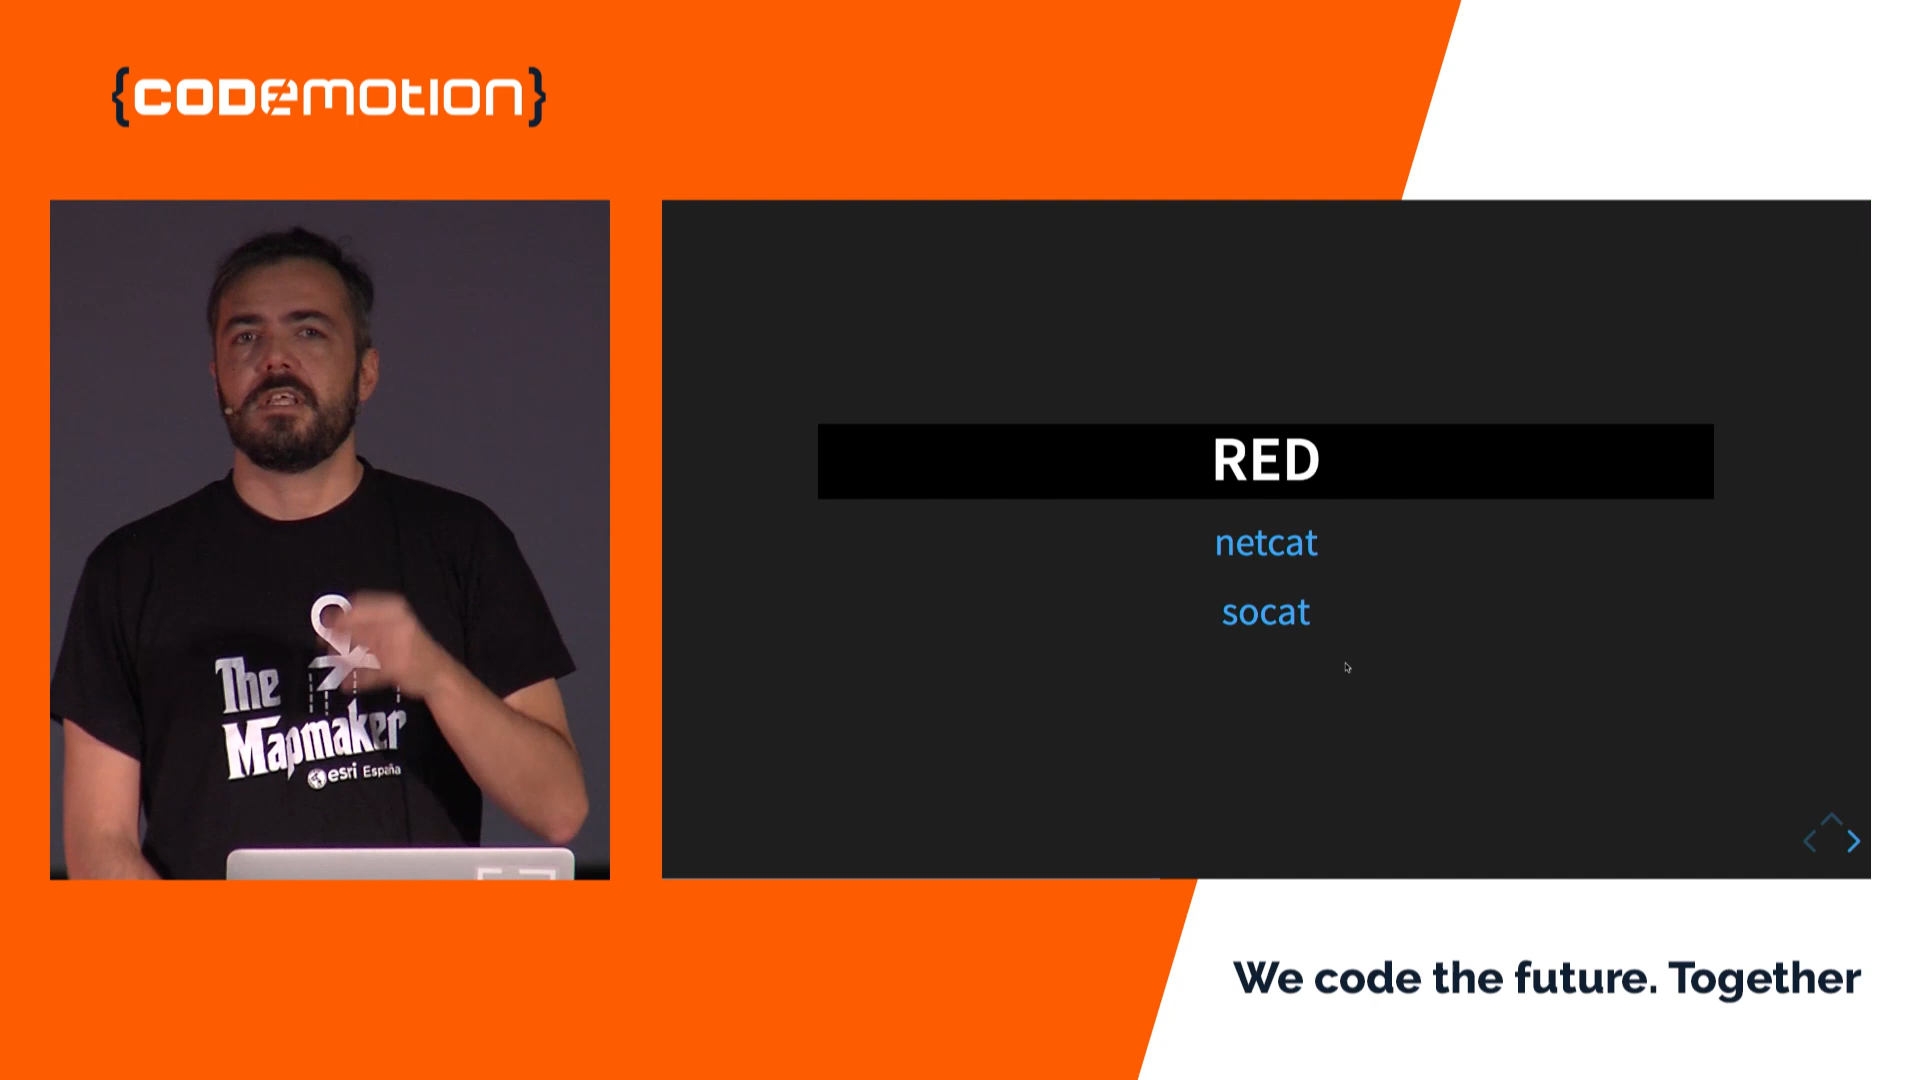 {CODEMOTION}
RED
netcat
socat
The
Mapmaker
esri España
We code the future. Together